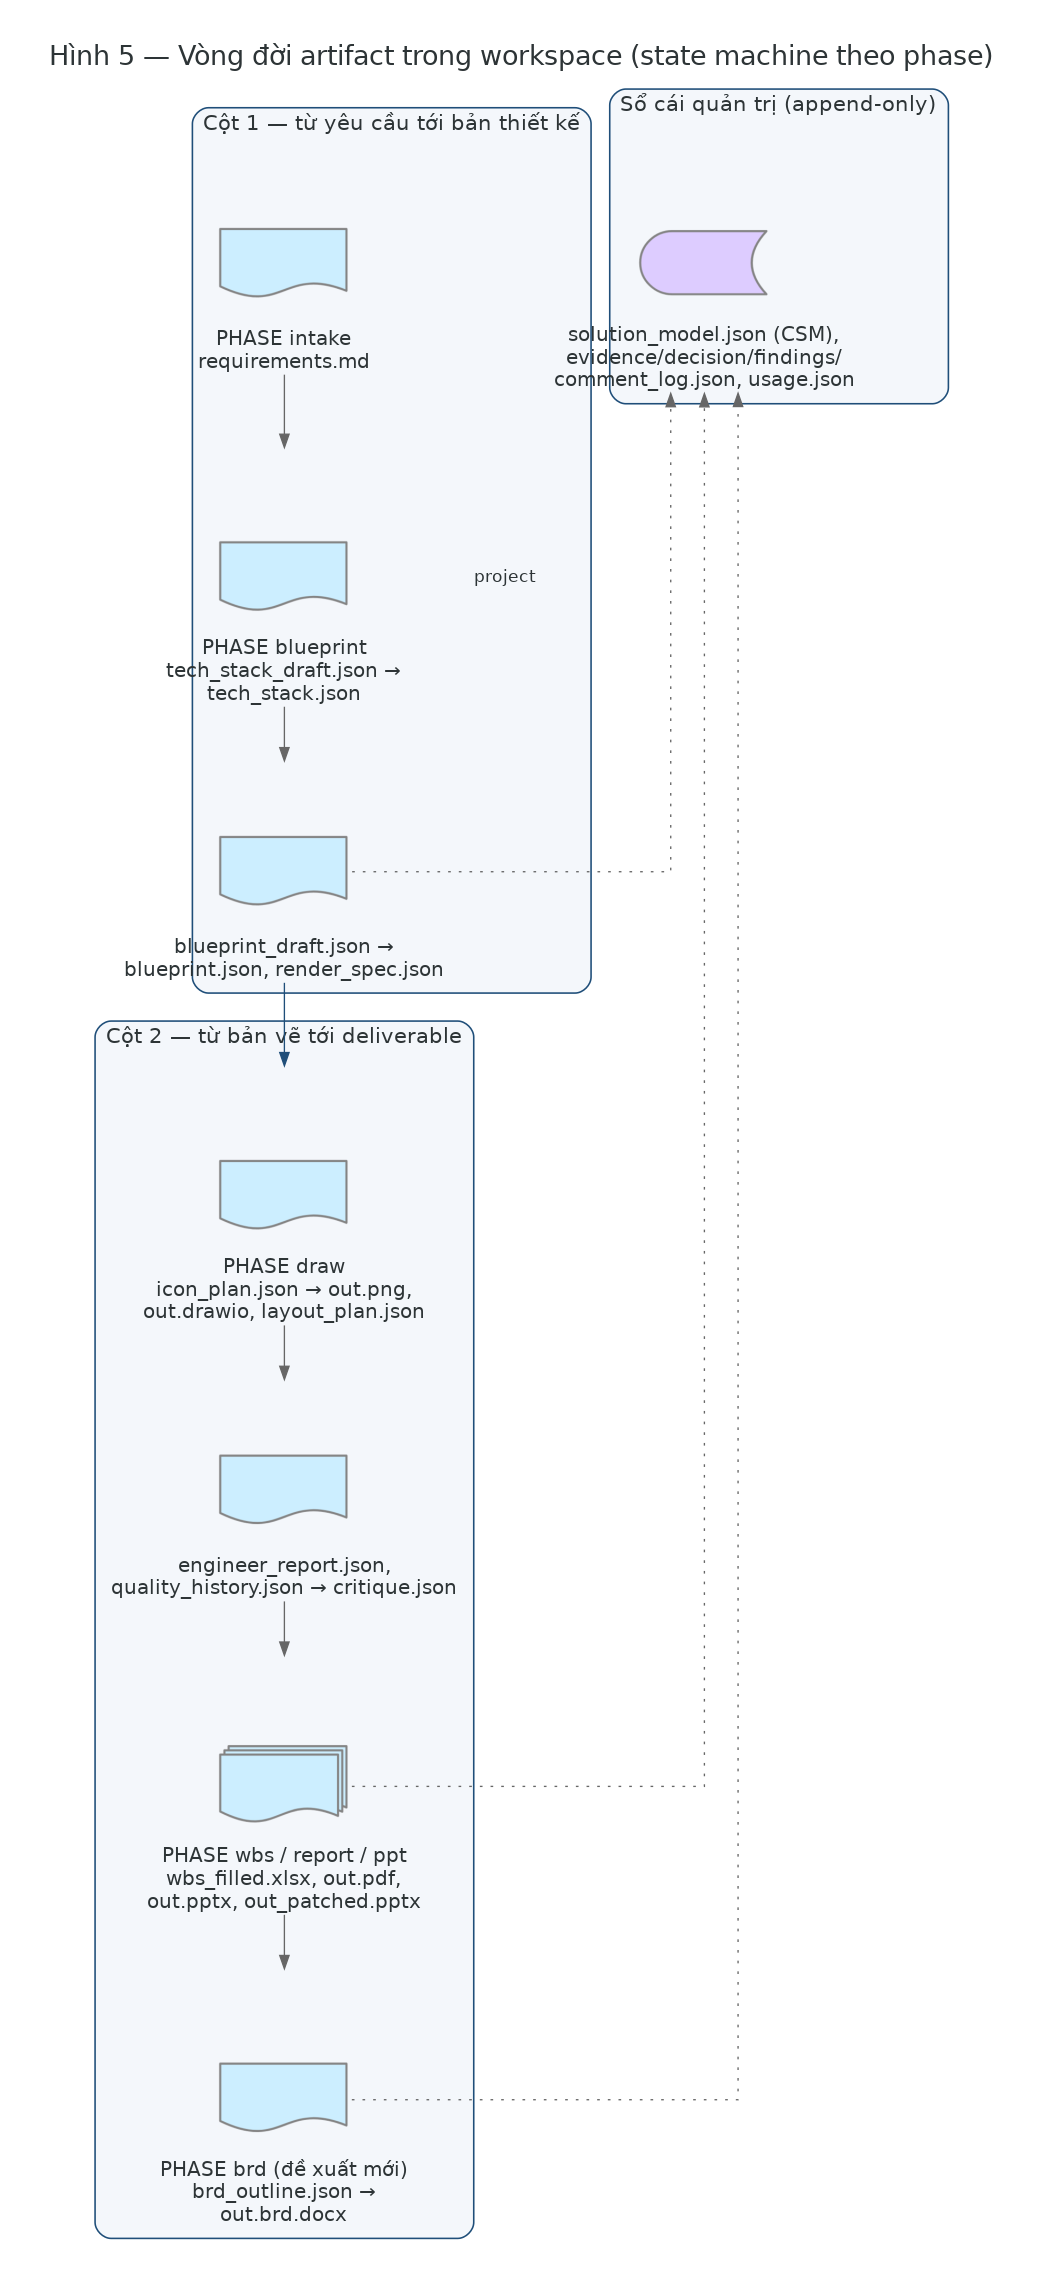 Hình 5 — Vòng đời artifact trong workspace (state machine theo phase)
Cột 1 — từ yêu cầu tới bản thiết kế
Sổ cái quản trị (append-only)
PHASE intake
requirements.md
solution_model.json (CSM),
evidence/decision/findings/
comment_log.json, usage.json
project
PHASE blueprint
tech_stack_draft.json →
tech_stack.json
blueprint_draft.json →
blueprint.json, render_spec.json
Cột 2 — từ bản vẽ tới deliverable
PHASE draw
icon_plan.json → out.png,
out.drawio, layout_plan.json
engineer_report.json,
quality_history.json → critique.json
PHASE wbs / report / ppt
wbs_filled.xlsx, out.pdf,
out.pptx, out_patched.pptx
PHASE brd (đề xuất mới)
brd_outline.json →
out.brd.docx